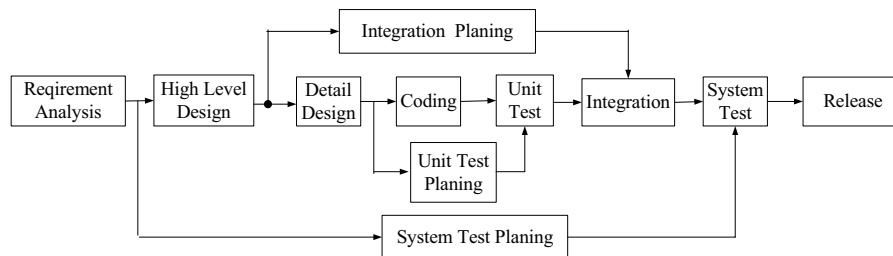 Integration Planing
Reqirement
Analysis
High Level
Design
Detail
Design
Coding
Unit
Test
Integration
System
Test
Release
Unit Test
Planing
System Test Planing